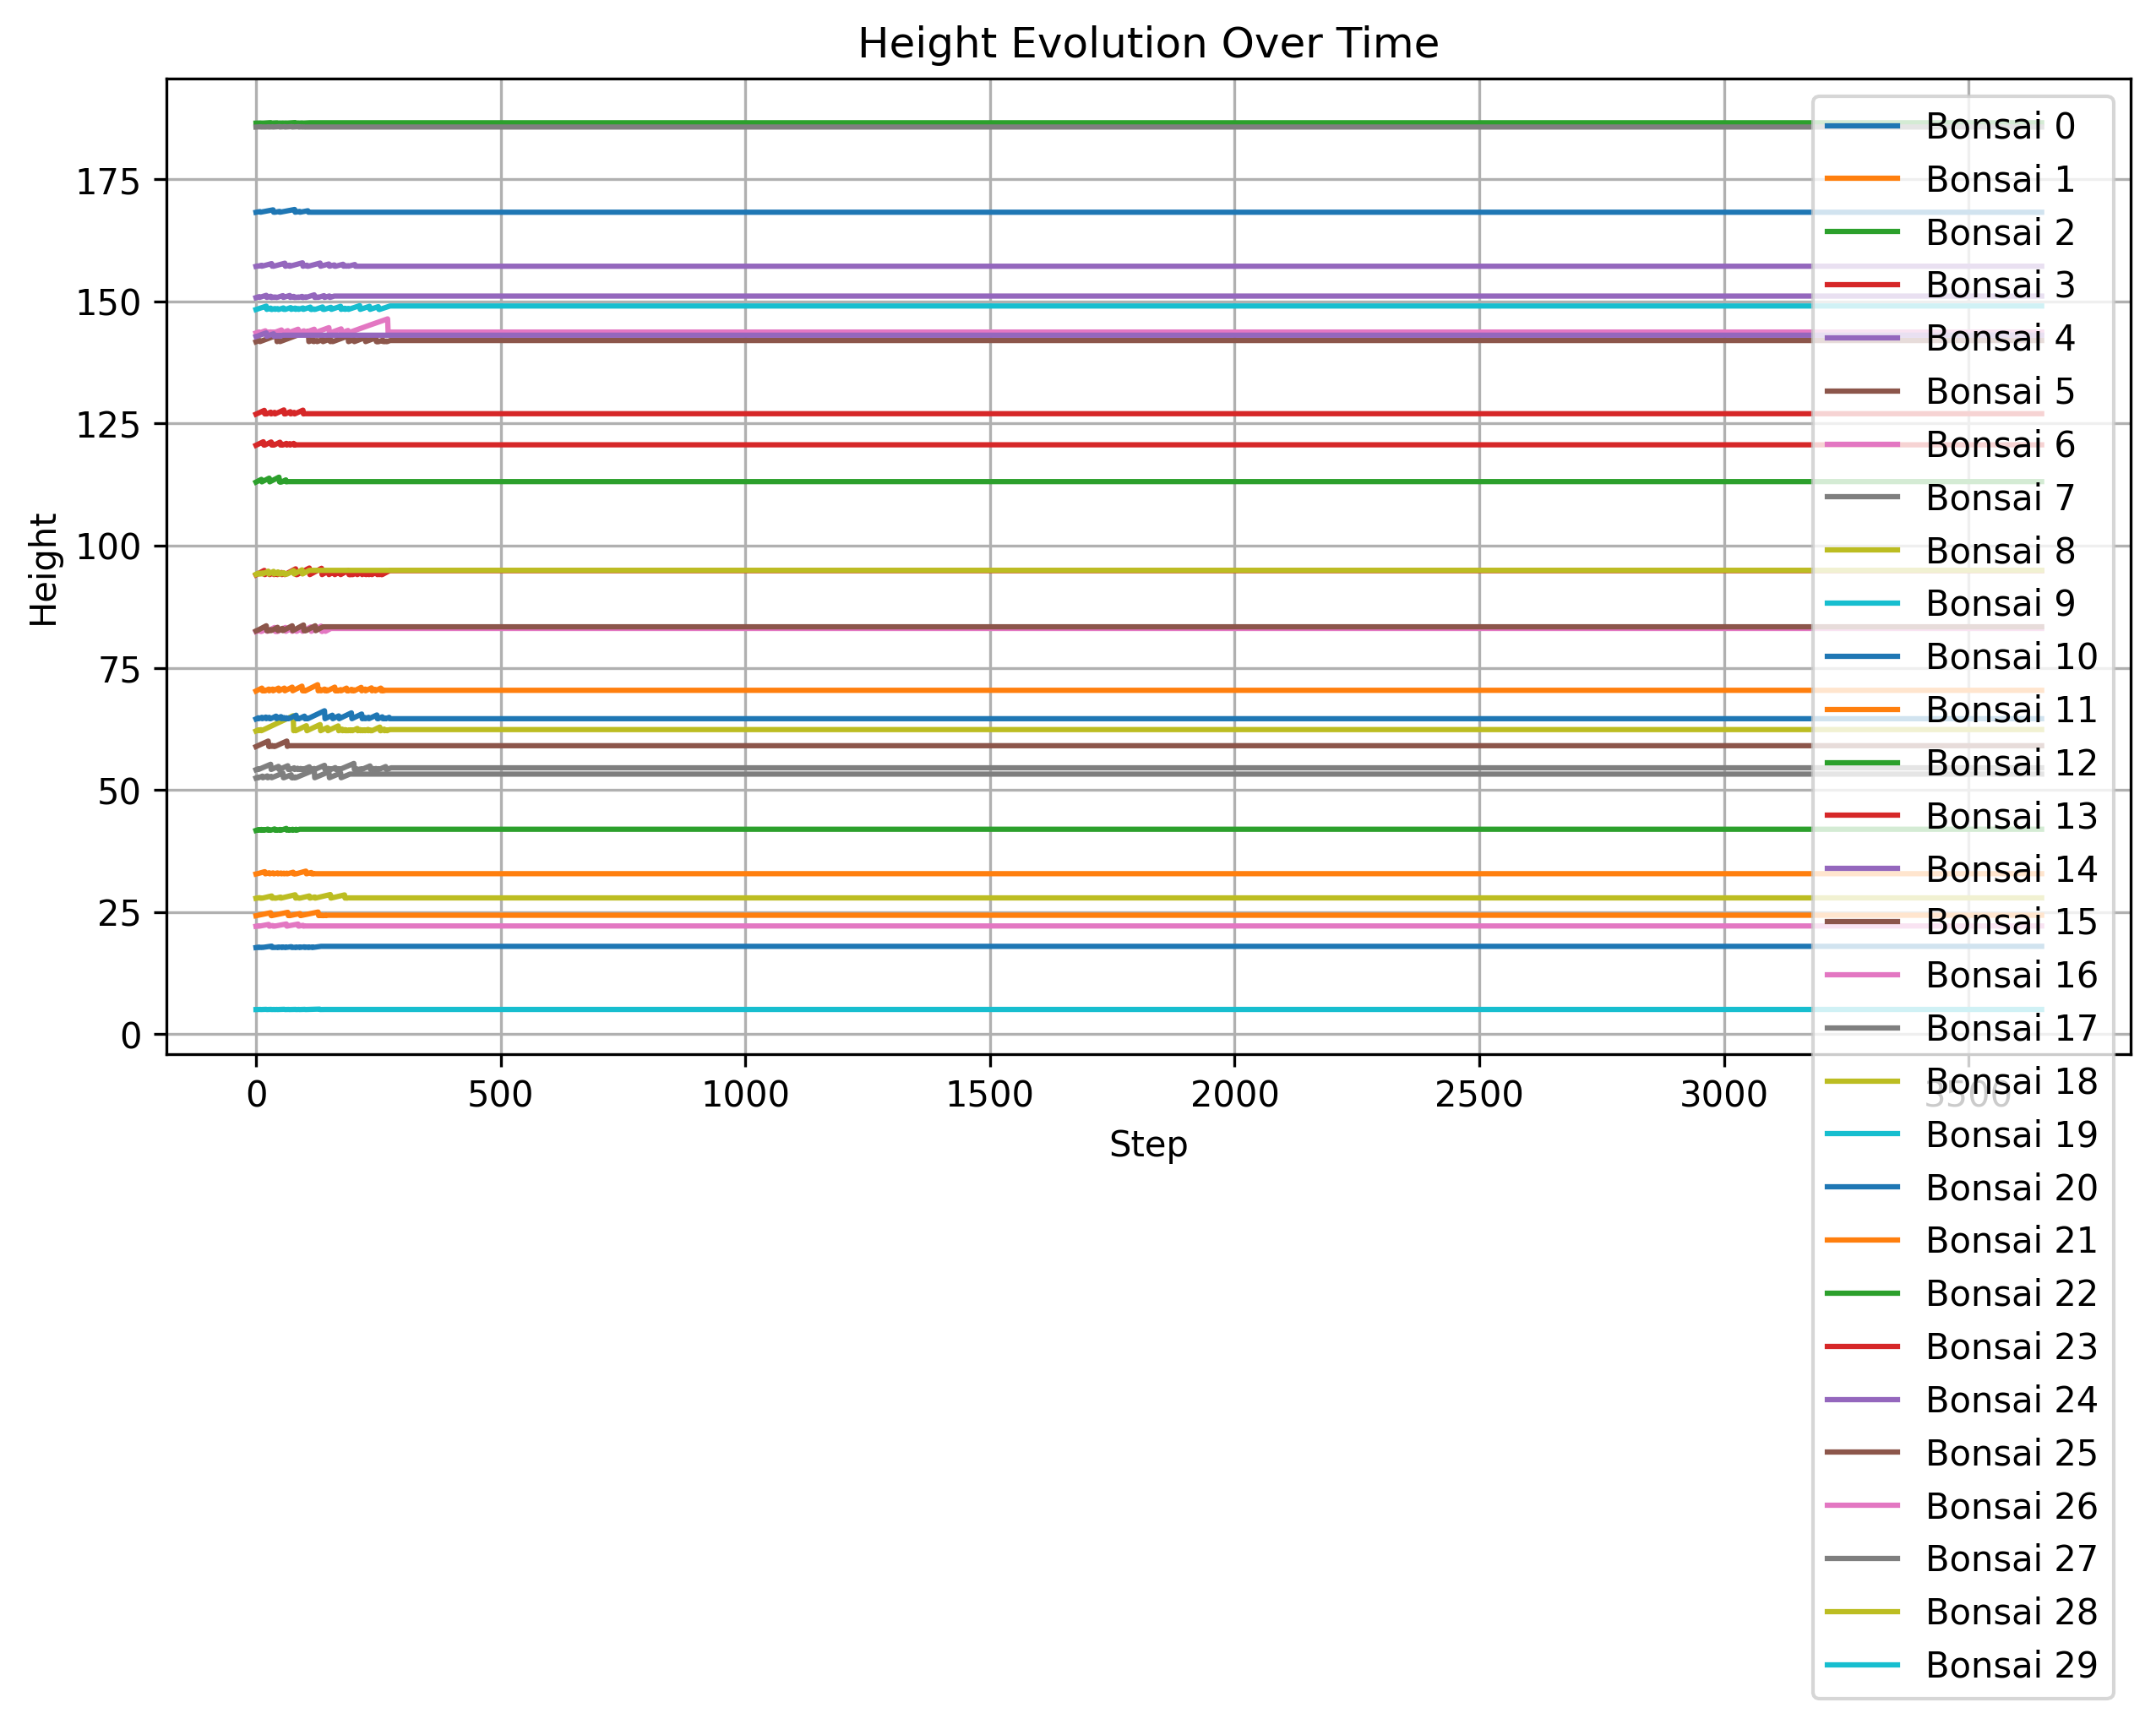 Height Evolution Over Time
Height
175
150
125
100
75
50
25
0
0 500 1000 1500 2000 2500 3000 3500
Step
Bonsai 0
Bonsai 1
Bonsai 2
Bonsai 3
Bonsai 4
Bonsai 5
Bonsai 6
Bonsai 7
Bonsai 8
Bonsai 9
Bonsai 10
Bonsai 11
Bonsai 12
Bonsai 13
Bonsai 14
Bonsai 15
Bonsai 16
Bonsai 17
Bonsai 18
Bonsai 19
Bonsai 20
Bonsai 21
Bonsai 22
Bonsai 23
Bonsai 24
Bonsai 25
Bonsai 26
Bonsai 27
Bonsai 28
Bonsai 29